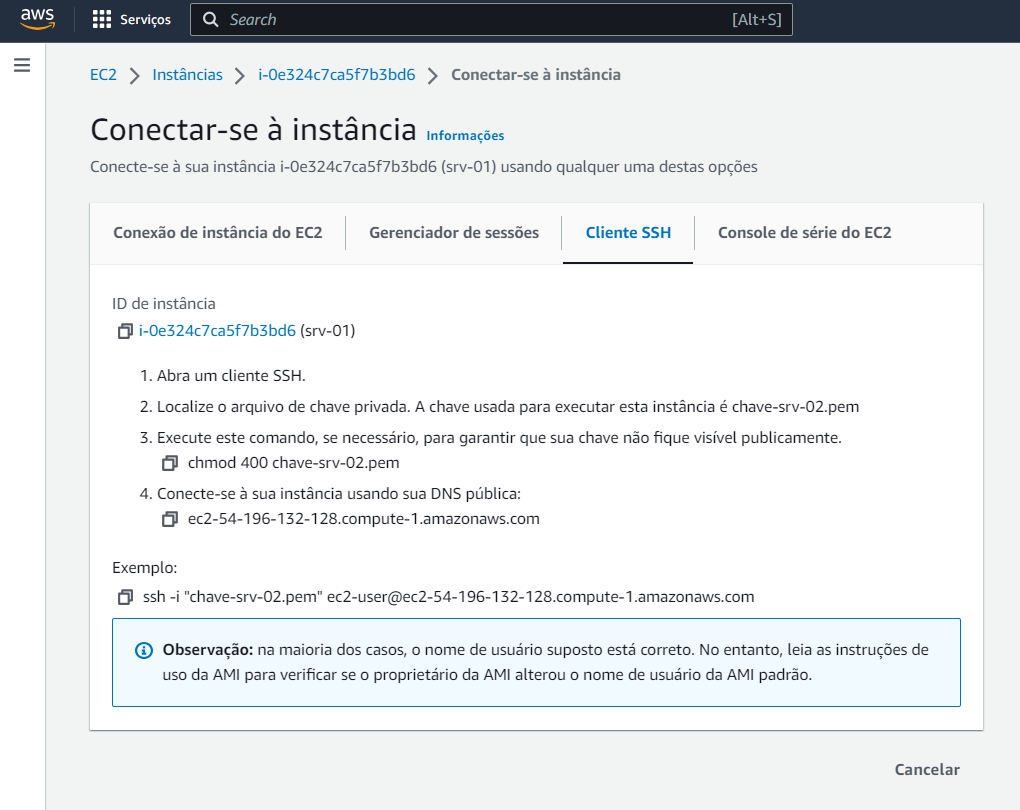 aws Serviços Search [Alt+S]
EC2 > Instâncias > i-0e324c7ca5f7b3bd6 > Conectar-se à instância
Conectar-se à instância Informações
Conecte-se à sua instância i-0e324c7ca5f7b3bd6 (srv-01) usando qualquer uma destas opções
Conexão de instância do EC2 Gerenciador de sessões Cliente SSH Console de série do EC2
ID de instância
i-0e324c7ca5f7b3bd6 (srv-01)
1. Abra um cliente SSH.
2. Localize o arquivo de chave privada. A chave usada para executar esta instância é chave-srv-02.pem
3. Execute este comando, se necessário, para garantir que sua chave não fique visível publicamente.
chmod 400 chave-srv-02.pem
4. Conecte-se à sua instância usando sua DNS pública:
ec2-54-196-132-128.compute-1.amazonaws.com
Exemplo:
ssh -i "chave-srv-02.pem" ec2-user@ec2-54-196-132-128.compute-1.amazonaws.com
Observação: na maioria dos casos, o nome de usuário suposto está correto. No entanto, leia as instruções de
uso da AMI para verificar se o proprietário da AMI alterou o nome de usuário da AMI padrão.
Cancelar